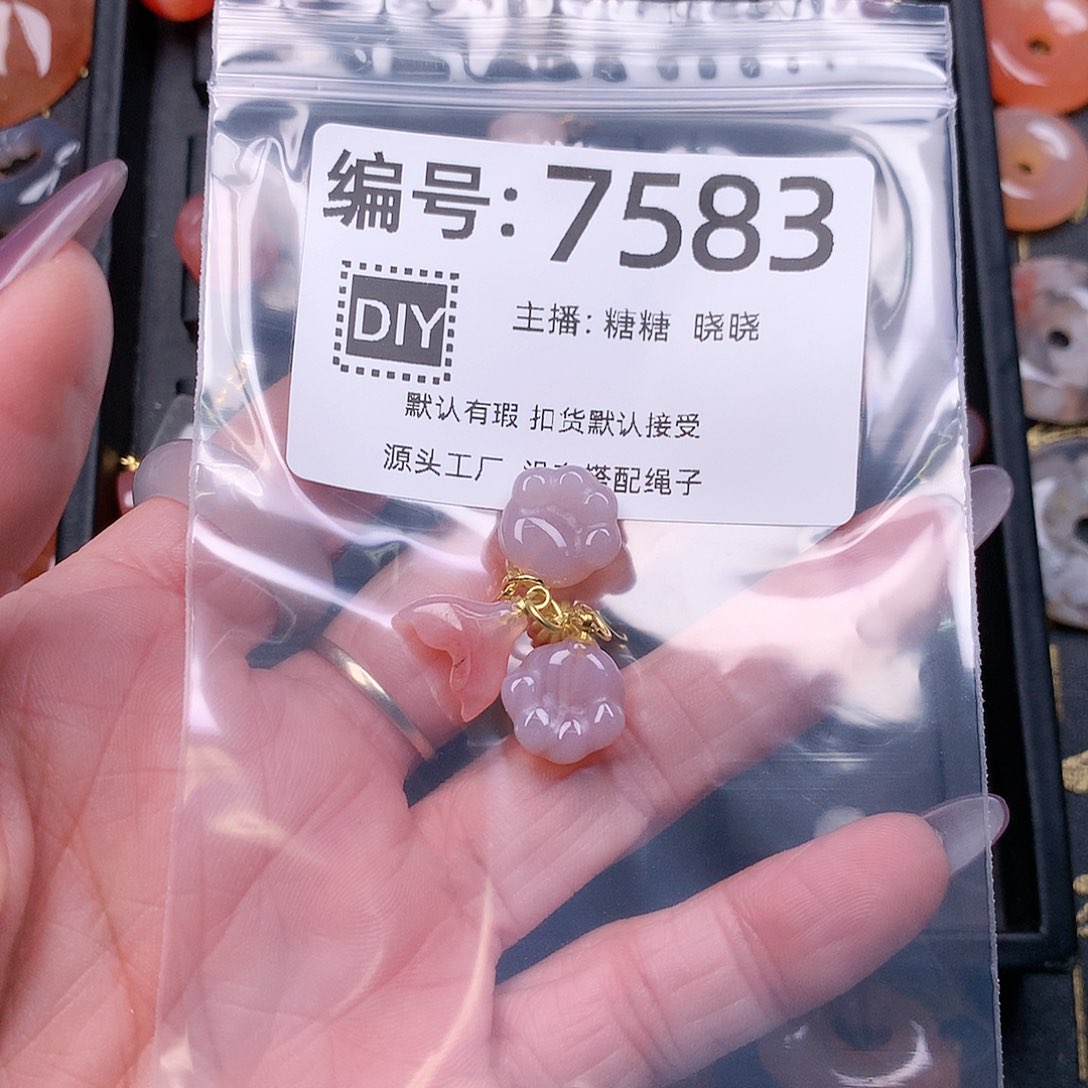 编号:7583
DIY
主播:糖糖 晓晓
默认有瑕 扣货默认接受
源头工厂 搭配绳子